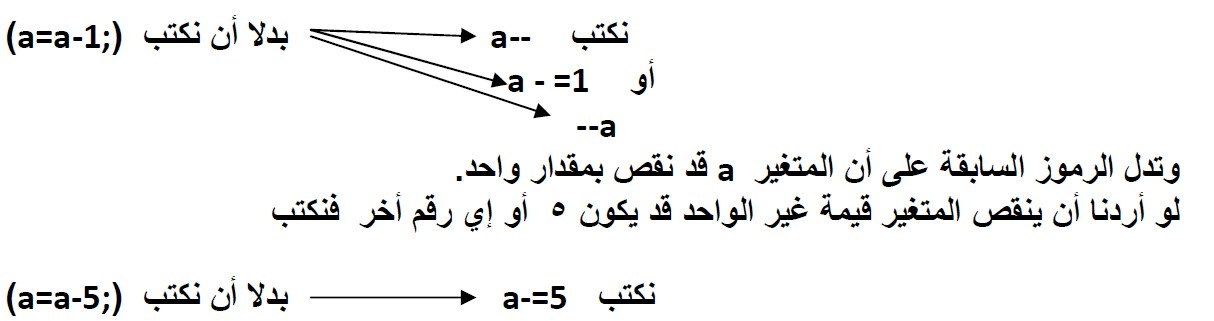 بدلا أن نكتب (a=a-1;) نكتب a--
أو a - =1
--a
وتدل الرموز السابقة على أن المتغير a قد نقص بمقدار واحد.
لو أردنا أن ينقص المتغير قيمة غير الواحد قد يكون ٥ أو إي رقم أخر فنكتب
بدلا أن نكتب (a=a-5;) نكتب a-=5